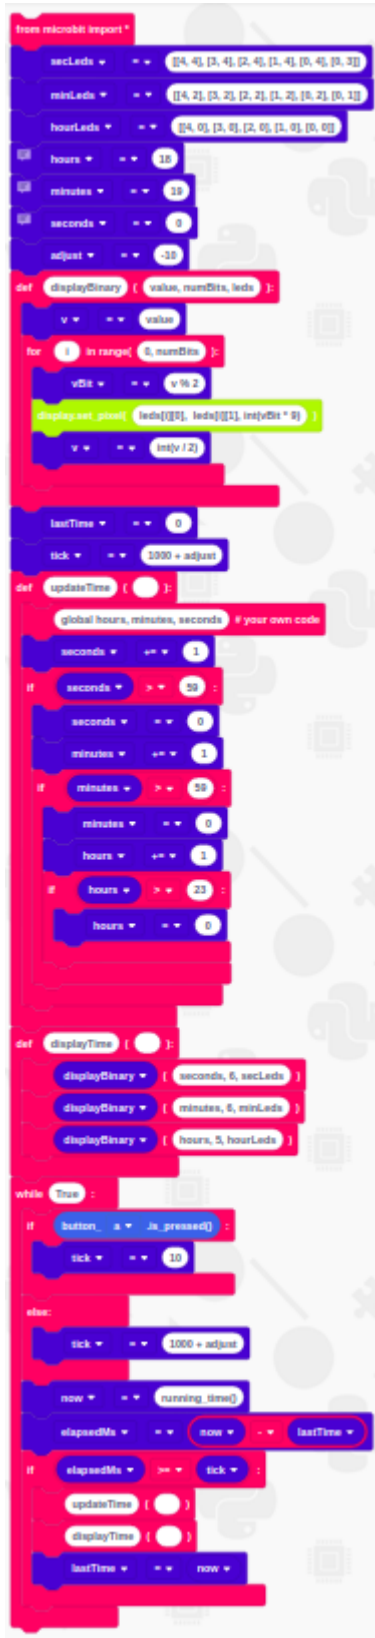 from microbit import *
secLeds = [[4, 4], [3, 4], [2, 4], [1, 4], [0, 4], [0, 3]]
minLeds = [[4, 2], [3, 2], [2, 2], [1, 2], [0, 2], [0, 1]]
hourLeds = [[4, 0], [3, 0], [2, 0], [1, 0], [0, 0]]
hours = 18
minutes = 19
seconds = 0
adjust = -10
def displayBinary ( value, numBits, leds ):
v = value
for i in range( 0, numBits ):
vBit = v % 2
display.set_pixel( leds[i][0], leds[i][1], int(vBit * 9) )
v = int(v / 2)
lastTime = 0
tick = 1000 + adjust
def updateTime ( ):
global hours, minutes, seconds # your own code
seconds += 1
if seconds > 59 :
seconds = 0
minutes += 1
if minutes > 59 :
minutes = 0
hours += 1
if hours > 23 :
hours = 0
def displayTime ( ):
displayBinary ( seconds, 6, secLeds )
displayBinary ( minutes, 6, minLeds )
displayBinary ( hours, 5, hourLeds )
while True :
if button_ a .is_pressed() :
tick = 10
else:
tick = 1000 + adjust
now = running_time()
elapsedMs = now - lastTime
if elapsedMs >= tick :
updateTime ( )
displayTime ( )
lastTime = now